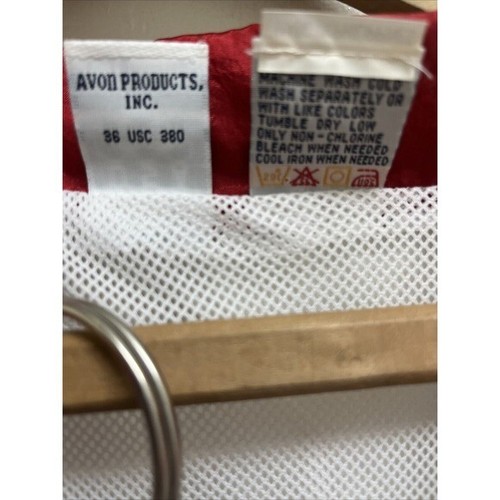 AVON PRODUCTS,
INC.
36 USC 380
MACHINE WASH COLD
WASH SEPARATELY OR
WITH LIKE COLORS
TUMBLE DRY LOW
ONLY NON-CHLORINE
BLEACH WHEN NEEDED
COOL IRON WHEN NEEDED